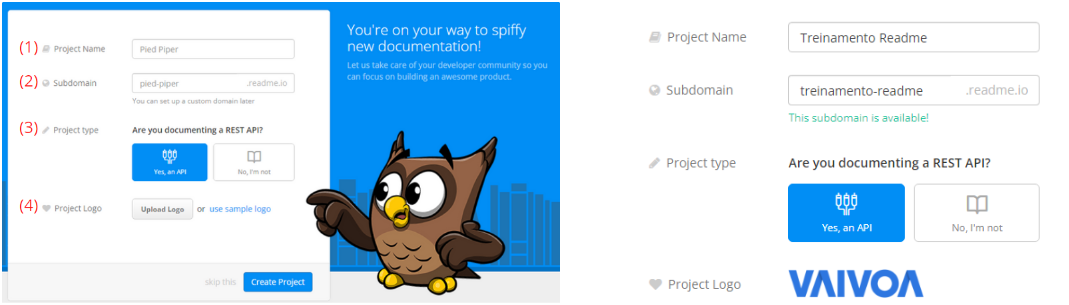 (1) Project Name Pied Piper
(2) Subdomain pied-piper .readme.io
You can set up a custom domain later
(3) Project type Are you documenting a REST API?
Yes, an API No, I'm not
(4) Project Logo Upload Logo or use sample logo
skip this Create Project
You're on your way to spiffy
new documentation!
Let us take care of your developer community so you
can focus on building an awesome product.
Project Name Treinamento Readme
Subdomain treinamento-readme .readme.io
This subdomain is available!
Project type Are you documenting a REST API?
Yes, an API No, I'm not
Project Logo VAIVOA